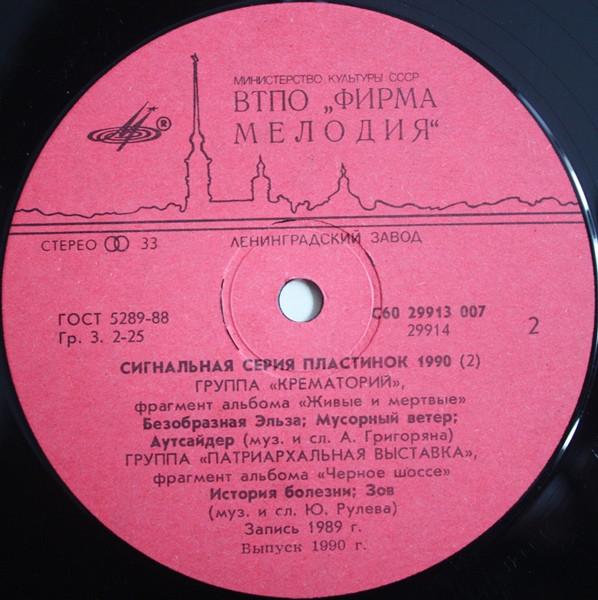 МИНИСТЕРСТВО КУЛЬТУРЫ СССР
ВТПО „ФИРМА
МЕЛОДИЯ“
®
СТЕРЕО 33
ЛЕНИНГРАДСКИЙ ЗАВОД
ГОСТ 5289-88
Гр. 3. 2-25
С60 29913 007
29914
2
СИГНАЛЬНАЯ СЕРИЯ ПЛАСТИНОК 1990 (2)
ГРУППА «КРЕМАТОРИЙ»,
фрагмент альбома «Живые и мертвые»
Безобразная Эльза; Мусорный ветер;
Аутсайдер (муз. и сл. А. Григоряна)
ГРУППА «ПАТРИАРХАЛЬНАЯ ВЫСТАВКА»,
фрагмент альбома «Черное шоссе»
История болезни; Зов
(муз. и сл. Ю. Рулева)
Запись 1989 г.
Выпуск 1990 г.